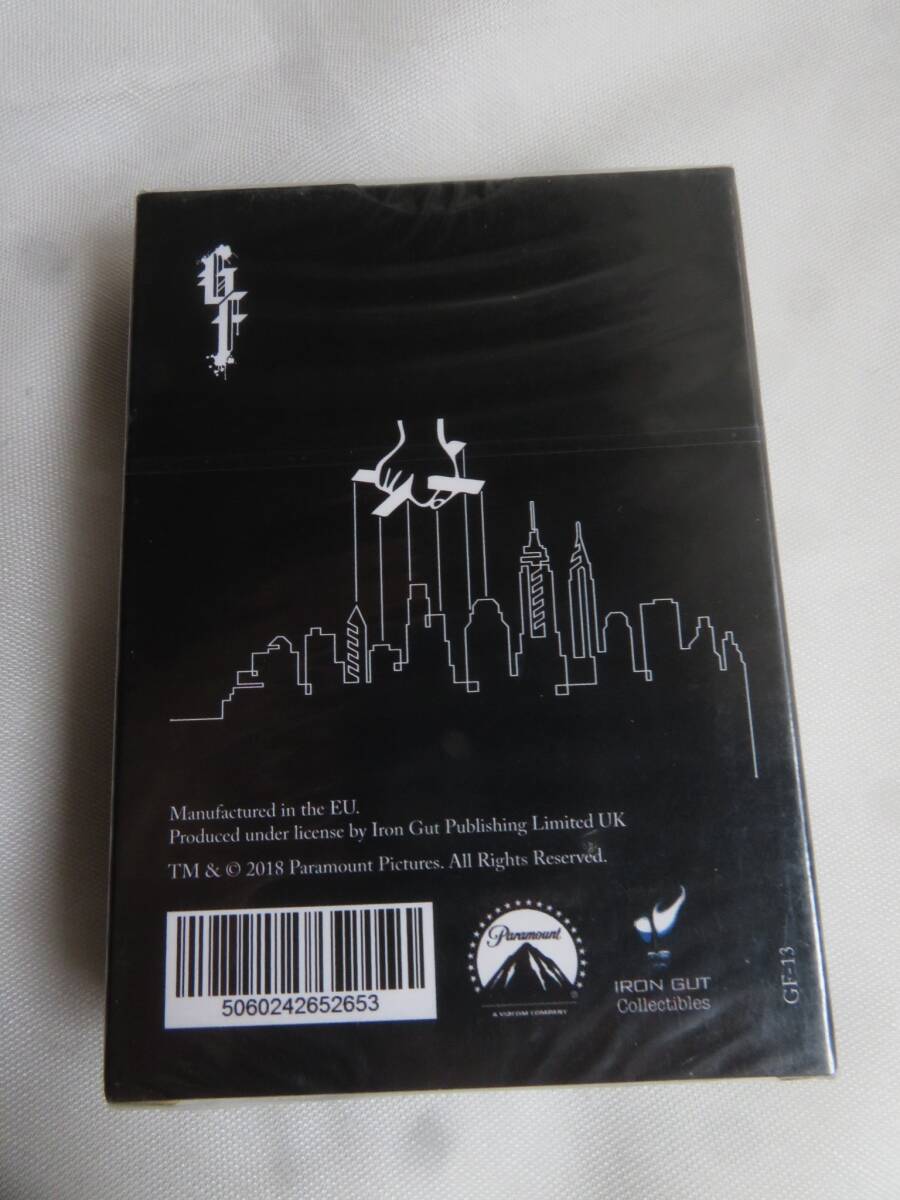 GF
Manufactured in the EU.
Produced under license by Iron Gut Publishing Limited UK
TM & © 2018 Paramount Pictures. All Rights Reserved.
5060242652653
Paramount
A VIACOM COMPANY
IRON GUT
Collectibles
GF-13